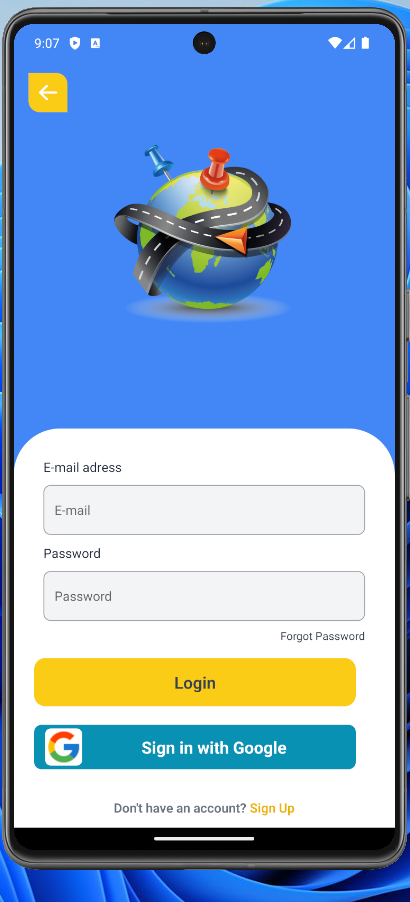 9:07
A
E-mail adress
E-mail
Password
Password
Forgot Password
Login
G
Sign in with Google
Don't have an account? Sign Up